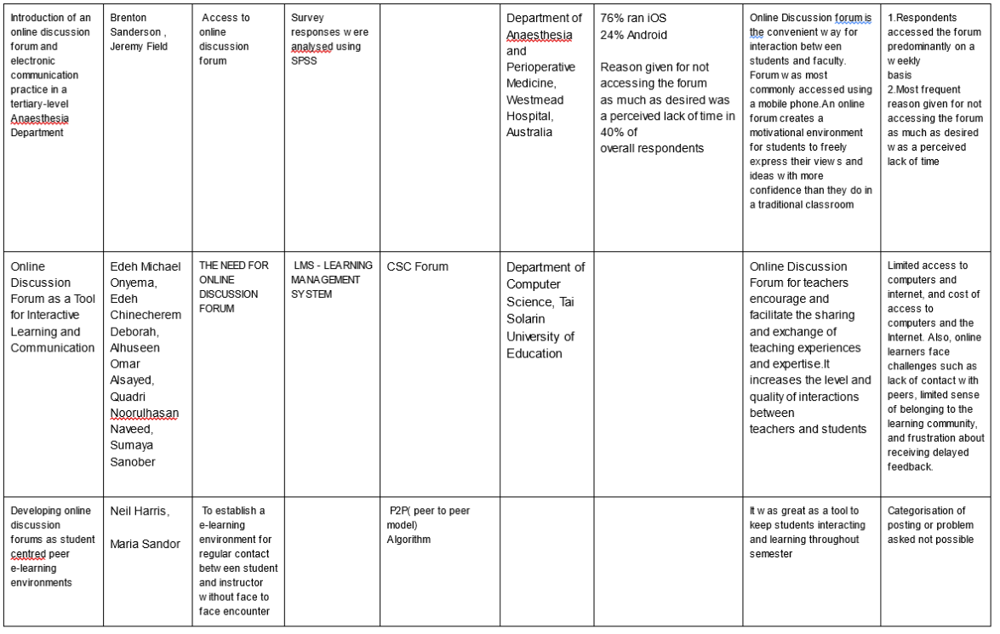 Introduction of an
online discussion
forum and
electronic
communication
practice in a
tertiary-level
Anaesthesia
Department
Brenton
Sanderson ,
Jeremy Field
Access to
online
discussion
forum
Survey
responses were
analysed using
SPSS
Department of
Anaesthesia
and
Perioperative
Medicine,
Westmead
Hospital,
Australia
76% ran iOS
24% Android
Reason given for not
accessing the forum
as much as desired was
a perceived lack of time in
40% of
overall respondents
Online Discussion forum is
the convenient way for
interaction between
students and faculty.
Forum was most
commonly accessed using
a mobile phone.An online
forum creates a
motivational environment
for students to freely
express their views and
ideas with more
confidence than they do in
a traditional classroom
1.Respondents
accessed the forum
predominantly on a
weekly
basis
2.Most frequent
reason given for not
accessing the forum
as much as desired
was a perceived
lack of time
Online
Discussion
Forum as a Tool
for Interactive
Learning and
Communication
Edeh Michael
Onyema,
Edeh
Chinecherem
Deborah,
Alhuseen
Omar
Alsayed,
Quadri
Noorulhasan
Naveed,
Sumaya
Sanober
THE NEED FOR
ONLINE
DISCUSSION
FORUM
LMS - LEARNING
MANAGEMENT
SYSTEM
CSC Forum
Department of
Computer
Science, Tai
Solarin
University of
Education
Online Discussion
Forum for teachers
encourage and
facilitate the sharing
and exchange of
teaching experiences
and expertise.It
increases the level and
quality of interactions
between
teachers and students
Limited access to
computers and
internet, and cost of
access to
computers and the
Internet. Also, online
learners face
challenges such as
lack of contact with
peers, limited sense
of belonging to the
learning community,
and frustration about
receiving delayed
feedback.
Developing online
discussion
forums as student
centred peer
e-learning
environments
Neil Harris,
Maria Sandor
To establish a
e-learning
environment for
regular contact
between student
and instructor
without face to
face encounter
P2P( peer to peer
model)
Algorithm
It was great as a tool to
keep students interacting
and learning throughout
semester
Categorisation of
posting or problem
asked not possible